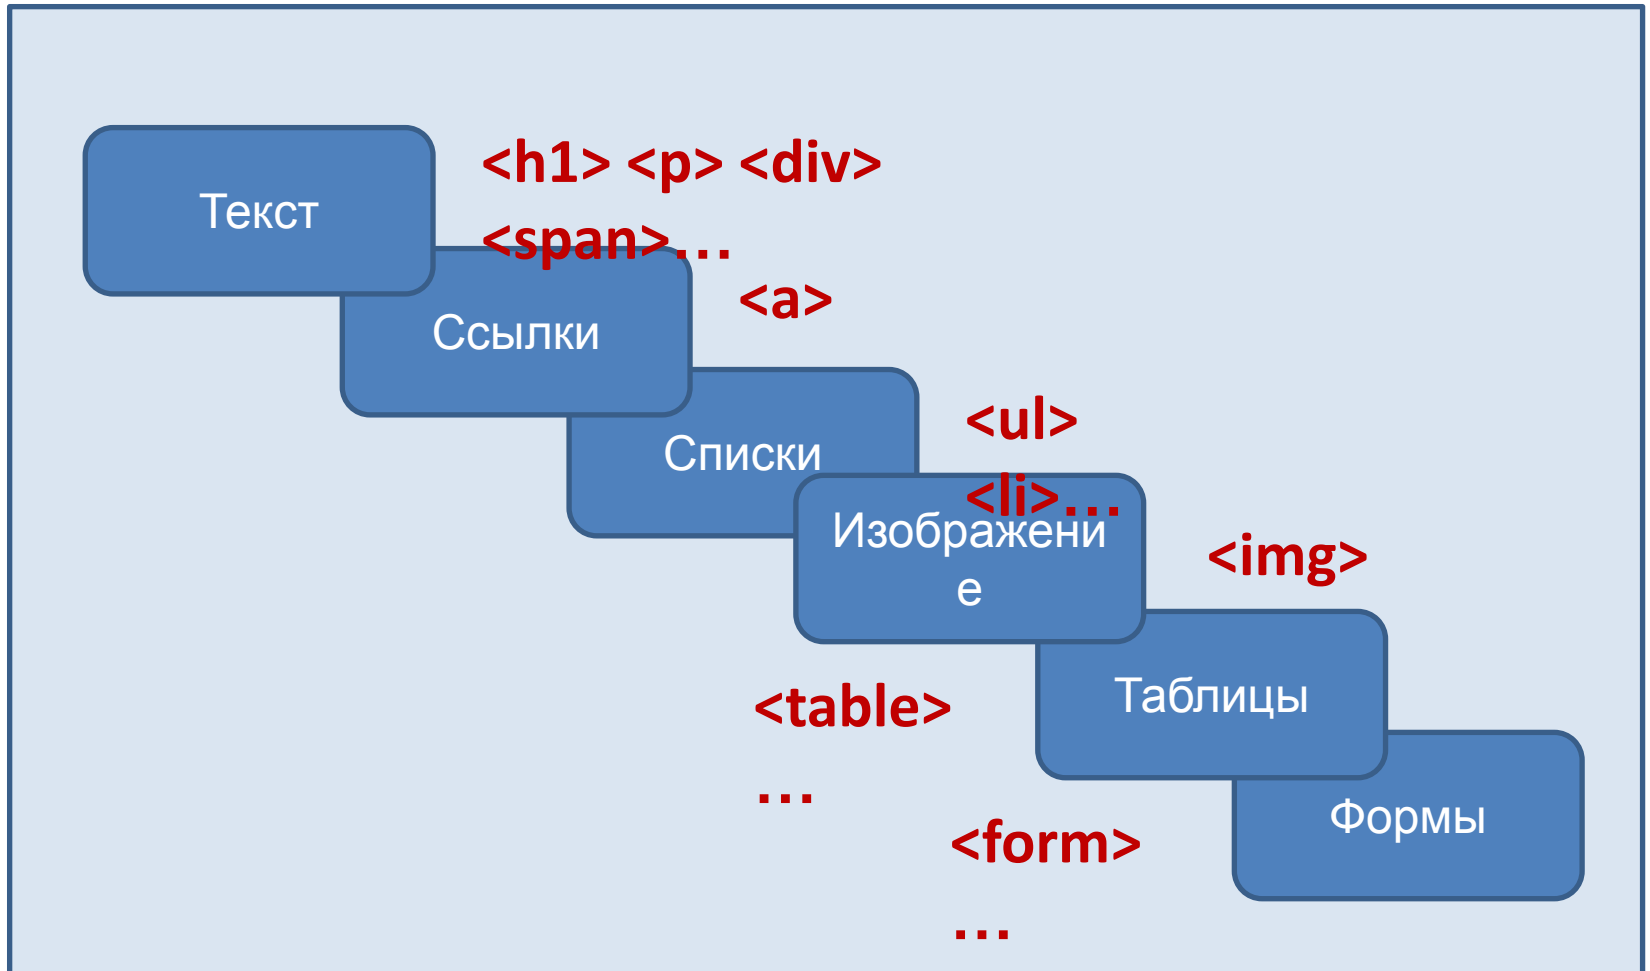 Текст
<h1> <p> <div>
<span>…
Ссылки
<a>
Списки
<ul>
<li>…
Изображени
е
<img>
Таблицы
<table>
…
Формы
<form>
…